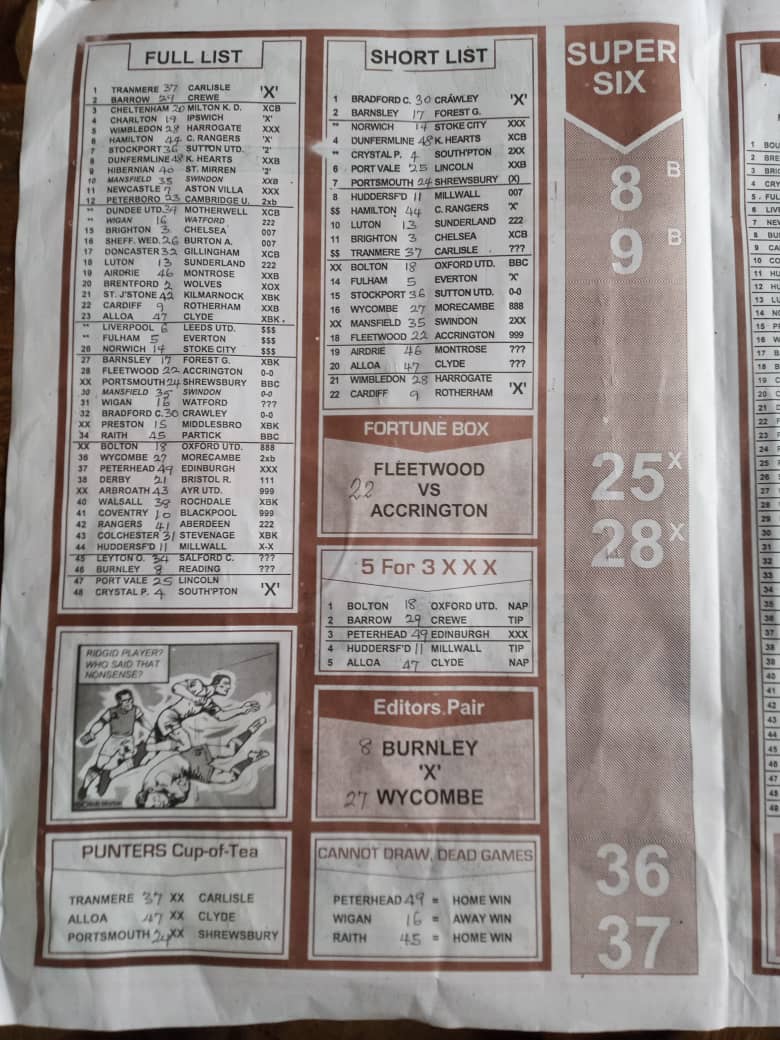 FULL LIST
1 TRANMERE 37 CARLISLE 'X'
2 BARROW 29 CREWE
3 CHELTENHAM 20 MILTON K. D. XCB
4 CHARLTON 19 IPSWICH 'X'
5 WIMBLEDON 28 HARROGATE XXX
6 HAMILTON 44 C. RANGERS 'X'
7 STOCKPORT 36 SUTTON UTD. '2'
8 DUNFERMLINE 48 K. HEARTS XXB
9 HIBERNIAN 40 ST. MIRREN '2'
10 MANSFIELD 35 SWINDON XXB
11 NEWCASTLE 7 ASTON VILLA XXX
12 PETERBORO 23 CAMBRIDGE U. 2xb
** DUNDEE UTD. 39 MOTHERWELL XCB
** WIGAN 16 WATFORD 222
15 BRIGHTON 3 CHELSEA 007
16 SHEFF. WED. 26 BURTON A. 007
17 DONCASTER 32 GILLINGHAM XCB
18 LUTON 13 SUNDERLAND 222
19 AIRDRIE 46 MONTROSE XXB
20 BRENTFORD 2 WOLVES XOX
21 ST. J'STONE 42 KILMARNOCK XBK
22 CARDIFF 9 ROTHERHAM XXB
23 ALLOA 47 CLYDE XBK.
** LIVERPOOL 6 LEEDS UTD. $$$
** FULHAM 5 EVERTON $$$
26 NORWICH 14 STOKE CITY $$$
27 BARNSLEY 17 FOREST G. XBK
28 FLEETWOOD 22 ACCRINGTON 0-0
XX PORTSMOUTH 24 SHREWSBURY BBC
30 MANSFIELD 35 SWINDON 0-0
31 WIGAN 16 WATFORD ???
32 BRADFORD C. 30 CRAWLEY 0-0
XX PRESTON 15 MIDDLESBRO XBK
34 RAITH 45 PARTICK BBC
XX BOLTON 18 OXFORD UTD. 888
36 WYCOMBE 27 MORECAMBE 2xb
37 PETERHEAD 49 EDINBURGH XXX
38 DERBY 21 BRISTOL R. 111
XX ARBROATH 43 AYR UTD. 999
40 WALSALL 38 ROCHDALE XBK
41 COVENTRY 10 BLACKPOOL 999
42 RANGERS 41 ABERDEEN 222
43 COLCHESTER 31 STEVENAGE XBK
44 HUDDERSF'D 11 MILLWALL X-X
45 LEYTON O. 34 SALFORD C. ???
46 BURNLEY 8 READING ???
47 PORT VALE 25 LINCOLN
48 CRYSTAL P. 4 SOUTH'PTON 'X'
RIDGID PLAYER?
WHO SAID THAT
NONSENSE?
PUNTERS Cup-of-Tea
TRANMERE 37 XX CARLISLE
ALLOA 47 XX CLYDE
PORTSMOUTH 24 XX SHREWSBURY
SHORT LIST
1 BRADFORD C. 30 CRAWLEY 'X'
2 BARNSLEY 17 FOREST G.
** NORWICH 14 STOKE CITY XXX
4 DUNFERMLINE 48 K. HEARTS XCB
** CRYSTAL P. 4 SOUTH'PTON 2XX
6 PORT VALE 25 LINCOLN XXB
7 PORTSMOUTH 24 SHREWSBURY (X)
8 HUDDERSF'D 11 MILLWALL 007
$$ HAMILTON 44 C. RANGERS 'X'
10 LUTON 13 SUNDERLAND 222
11 BRIGHTON 3 CHELSEA XCB
$$ TRANMERE 37 CARLISLE ???
XX BOLTON 18 OXFORD UTD. BBC
14 FULHAM 5 EVERTON 'X'
15 STOCKPORT 36 SUTTON UTD. 0-0
16 WYCOMBE 27 MORECAMBE 888
XX MANSFIELD 35 SWINDON 2XX
18 FLEETWOOD 22 ACCRINGTON 999
19 AIRDRIE 46 MONTROSE ???
20 ALLOA 47 CLYDE ???
21 WIMBLEDON 28 HARROGATE
22 CARDIFF 9 ROTHERHAM 'X'
FORTUNE BOX
FLEETWOOD
22 VS
ACCRINGTON
5 For 3 X X X
1 BOLTON 18 OXFORD UTD. NAP
2 BARROW 29 CREWE TIP
3 PETERHEAD 49 EDINBURGH XXX
4 HUDDERSF'D 11 MILLWALL TIP
5 ALLOA 47 CLYDE NAP
Editors.Pair
8 BURNLEY
'X'
27 WYCOMBE
CANNOT DRAW, DEAD GAMES
PETERHEAD 49 = HOME WIN
WIGAN 16 = AWAY WIN
RAITH 45 = HOME WIN
SUPER
SIX
8 B
9 B
25 X
28 X
36
37